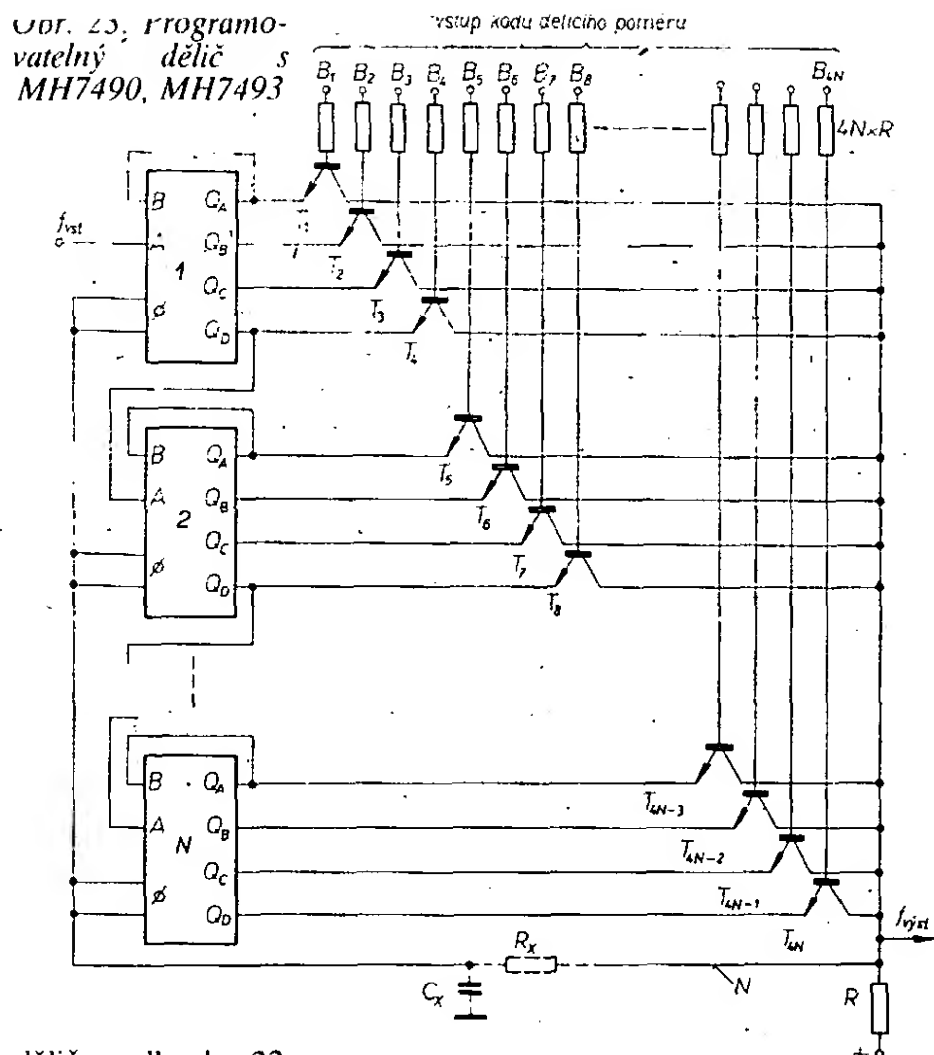 Obr. 23. Programo-
vatelný dělič s
MH7490, MH7493
vstup kódu dělicího poměru
B1 B2 B3 B4 B5 B6 B7 B8 B4N
4N×R
B QA
fvst
A QB
1
QC
Ø
QD
T2
T3
T4
B QA
A QB
2
QC
Ø
QD
T5
T6
T7
T8
B QA
A QB
N
QC
Ø
QD
T4N-3
T4N-2
T4N-1
T4N
fvýst
Rx
Cx
N
R
+